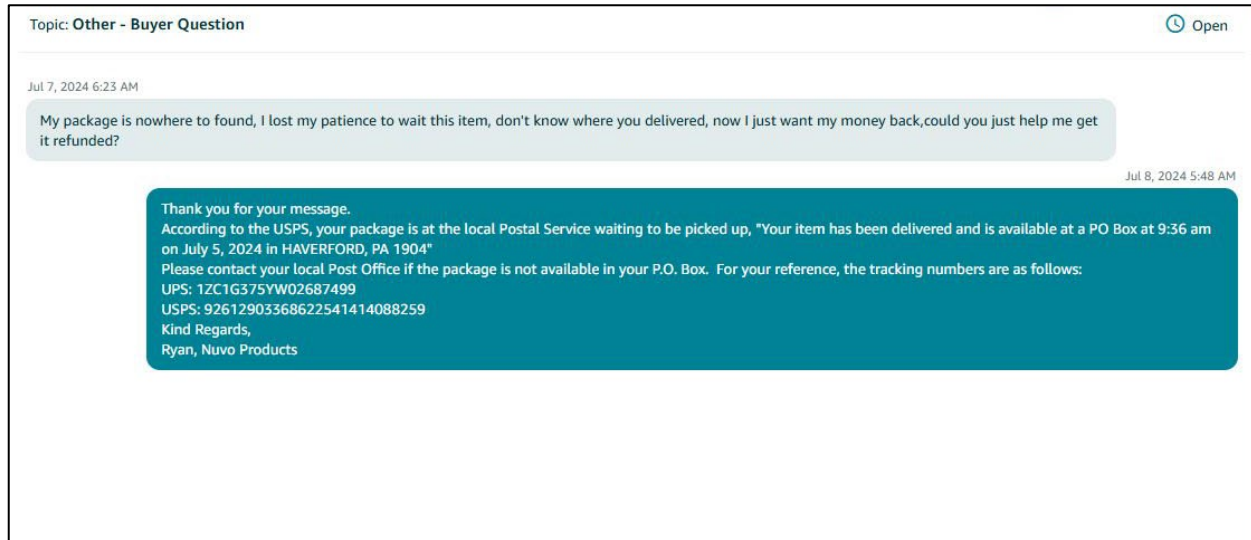 Topic: Other - Buyer Question
Open
Jul 7, 2024 6:23 AM
My package is nowhere to found, I lost my patience to wait this item, don't know where you delivered, now I just want my money back,could you just help me get
it refunded?
Jul 8, 2024 5:48 AM
Thank you for your message.
According to the USPS, your package is at the local Postal Service waiting to be picked up, "Your item has been delivered and is available at a PO Box at 9:36 am
on July 5, 2024 in HAVERFORD, PA 1904"
Please contact your local Post Office if the package is not available in your P.O. Box.  For your reference, the tracking numbers are as follows:
UPS: 1ZC1G375YW02687499
USPS: 92612903368622541414088259
Kind Regards,
Ryan, Nuvo Products